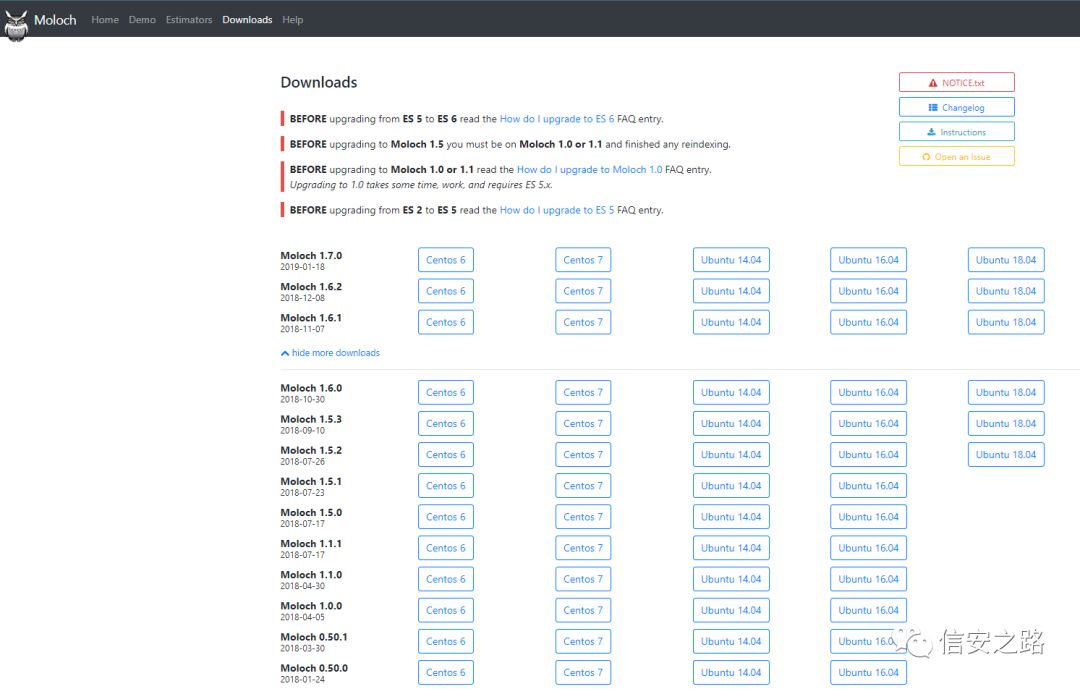 Moloch Home Demo Estimators Downloads Help
Downloads
NOTICE.txt
Changelog
Instructions
Open an Issue
BEFORE upgrading from ES 5 to ES 6 read the How do I upgrade to ES 6 FAQ entry.
BEFORE upgrading to Moloch 1.5 you must be on Moloch 1.0 or 1.1 and finished any reindexing.
BEFORE upgrading to Moloch 1.0 or 1.1 read the How do I upgrade to Moloch 1.0 FAQ entry.
Upgrading to 1.0 takes some time, work, and requires ES 5.x.
BEFORE upgrading from ES 2 to ES 5 read the How do I upgrade to ES 5 FAQ entry.
Moloch 1.7.0 Centos 6 Centos 7 Ubuntu 14.04 Ubuntu 16.04 Ubuntu 18.04
2019-01-18
Moloch 1.6.2 Centos 6 Centos 7 Ubuntu 14.04 Ubuntu 16.04 Ubuntu 18.04
2018-12-08
Moloch 1.6.1 Centos 6 Centos 7 Ubuntu 14.04 Ubuntu 16.04 Ubuntu 18.04
2018-11-07
hide more downloads
Moloch 1.6.0 Centos 6 Centos 7 Ubuntu 14.04 Ubuntu 16.04 Ubuntu 18.04
2018-10-30
Moloch 1.5.3 Centos 6 Centos 7 Ubuntu 14.04 Ubuntu 16.04 Ubuntu 18.04
2018-09-10
Moloch 1.5.2 Centos 6 Centos 7 Ubuntu 14.04 Ubuntu 16.04 Ubuntu 18.04
2018-07-26
Moloch 1.5.1 Centos 6 Centos 7 Ubuntu 14.04 Ubuntu 16.04
2018-07-23
Moloch 1.5.0 Centos 6 Centos 7 Ubuntu 14.04 Ubuntu 16.04
2018-07-17
Moloch 1.1.1 Centos 6 Centos 7 Ubuntu 14.04 Ubuntu 16.04
2018-07-17
Moloch 1.1.0 Centos 6 Centos 7 Ubuntu 14.04 Ubuntu 16.04
2018-04-30
Moloch 1.0.0 Centos 6 Centos 7 Ubuntu 14.04 Ubuntu 16.04
2018-04-05
Moloch 0.50.1 Centos 6 Centos 7 Ubuntu 14.04 Ubuntu 16.04 信安之路
2018-03-30
Moloch 0.50.0 Centos 6 Centos 7 Ubuntu 14.04 Ubuntu 16.04
2018-01-24